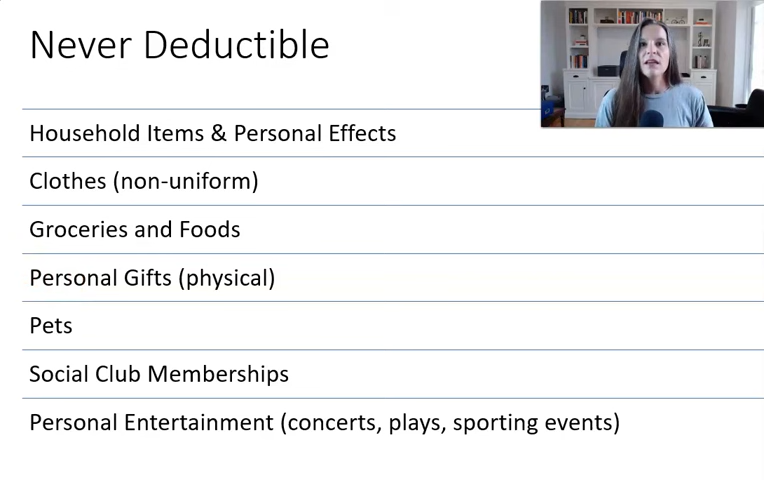 Never Deductible
Household Items & Personal Effects
Clothes (non-uniform)
Groceries and Foods
Personal Gifts (physical)
Pets
Social Club Memberships
Personal Entertainment (concerts, plays, sporting events)